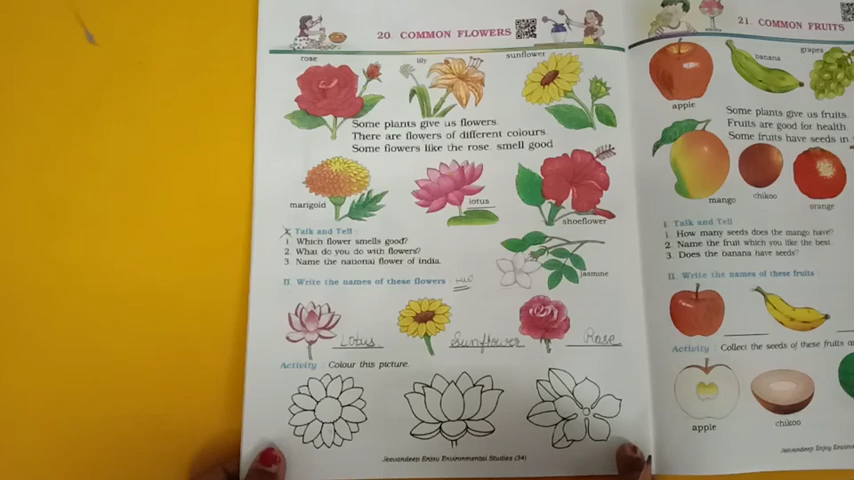 20. COMMON FLOWERS
rose
lily
sunflower
Some plants give us flowers.
There are flowers of different colours.
Some flowers like the rose. smell good
marigold
lotus
shoeflower
I. Talk and Tell :
1. Which flower smells good?
2. What do you do with flowers?
3. Name the national flower of India.
jasmine
II. Write the names of these flowers
Lotus
Sunflower
Rose
Activity : Colour this picture.
Jeevandeep Enjoy Environmental Studies (34)
21. COMMON FRUITS
apple
banana
grapes
Some plants give us fruits.
Fruits are good for health.
Some fruits have seeds in
mango
chikoo
orange
I. Talk and Tell :
1. How many seeds does the mango have?
2. Name the fruit which you like the best.
3. Does the banana have seeds?
II. Write the names of these fruits :
Activity : Collect the seeds of these fruits
apple
chikoo
Jeevandeep Enjoy